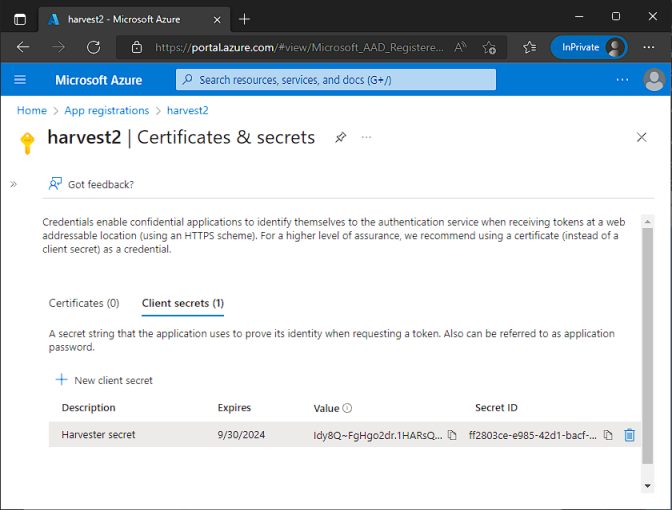 harvest2 - Microsoft Azure
https://portal.azure.com/#view/Microsoft_AAD_Registere...
InPrivate
Microsoft Azure
Search resources, services, and docs (G+/)
Home > App registrations > harvest2
harvest2 | Certificates & secrets
Got feedback?
Credentials enable confidential applications to identify themselves to the authentication service when receiving tokens at a web
addressable location (using an HTTPS scheme). For a higher level of assurance, we recommend using a certificate (instead of a
client secret) as a credential.
Certificates (0) Client secrets (1)
A secret string that the application uses to prove its identity when requesting a token. Also can be referred to as application
password.
New client secret
Description Expires Value Secret ID
Harvester secret 9/30/2024 Idy8Q~FgHgo2dr.1HARsQ... ff2803ce-e985-42d1-bacf-...